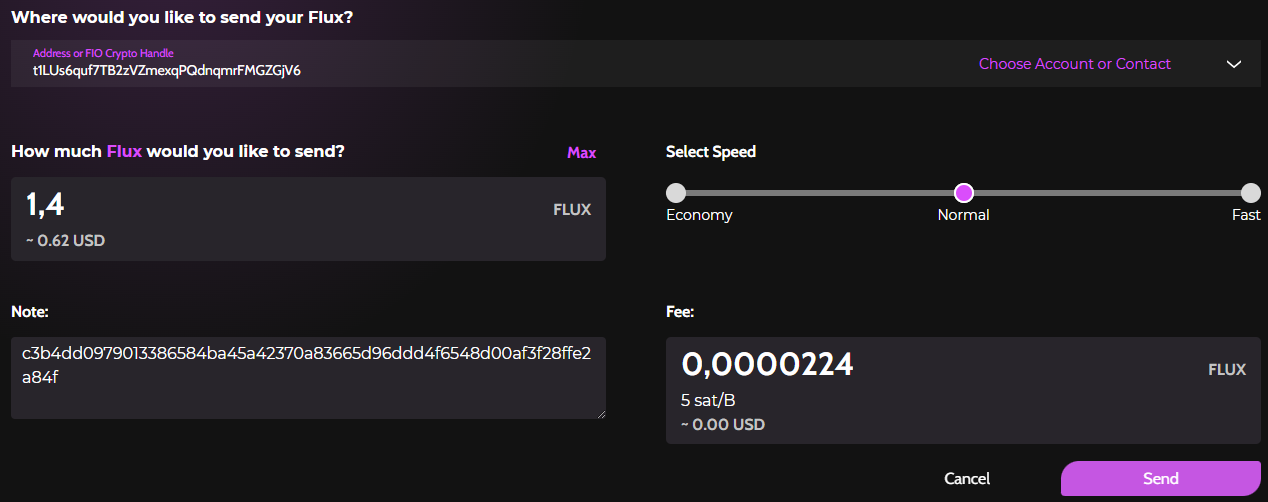 Where would you like to send your Flux?
Address or FIO Crypto Handle
t1LUs6quf7TB2zVZmexqPQdnqmrFMGZGjV6
Choose Account or Contact
How much Flux would you like to send?
Max
1,4
FLUX
~ 0.62 USD
Select Speed
Economy
Normal
Fast
Note:
c3b4dd0979013386584ba45a42370a83665d96ddd4f6548d00af3f28ffe2
a84f
Fee:
0,0000224
FLUX
5 sat/B
~ 0.00 USD
Cancel
Send